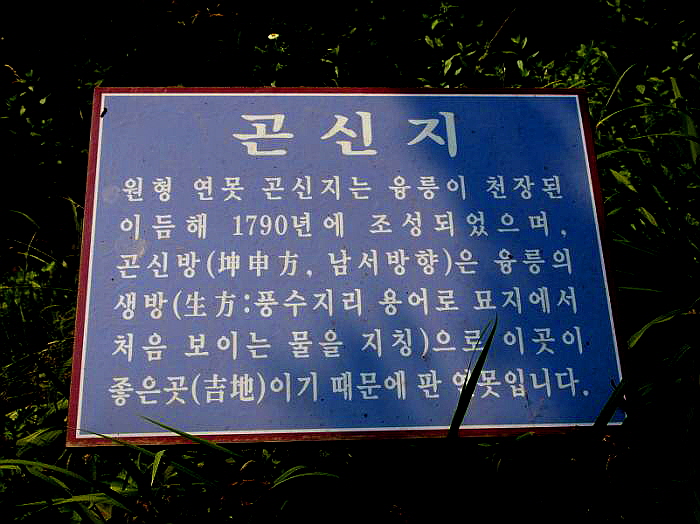 곤신지
원형 연못 곤신지는 융릉이 천장된
이듬해 1790년에 조성되었으며,
곤신방(坤申方, 남서방향)은 융릉의
생방(生方:풍수지리 용어로 묘지에서
처음 보이는 물을 지칭)으로 이곳이
좋은곳(吉地)이기 때문에 판 연못입니다.